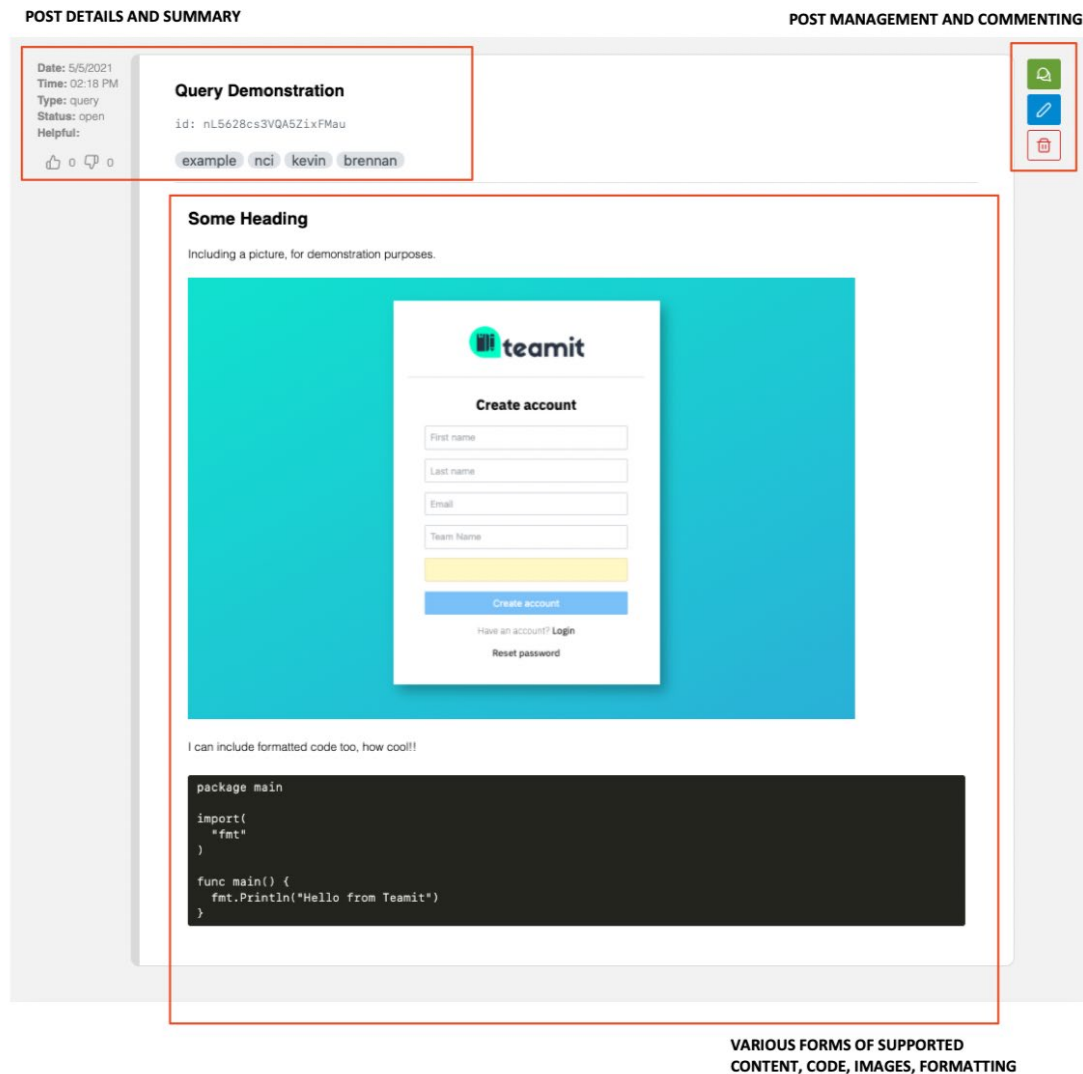 POST DETAILS AND SUMMARY
POST MANAGEMENT AND COMMENTING
Date: 5/5/2021
Time: 02:18 PM
Type: query
Status: open
Helpful:
0 0
Query Demonstration
id: nL5628cs3VQA5ZixFMau
example nci kevin brennan
Some Heading
Including a picture, for demonstration purposes.
teamit
Create account
First name
Last name
Email
Team Name
Create account
Have an account? Login
Reset password
I can include formatted code too, how cool!!
package main
import(
"fmt"
)
func main() {
fmt.Println("Hello from Teamit")
}
VARIOUS FORMS OF SUPPORTED
CONTENT, CODE, IMAGES, FORMATTING